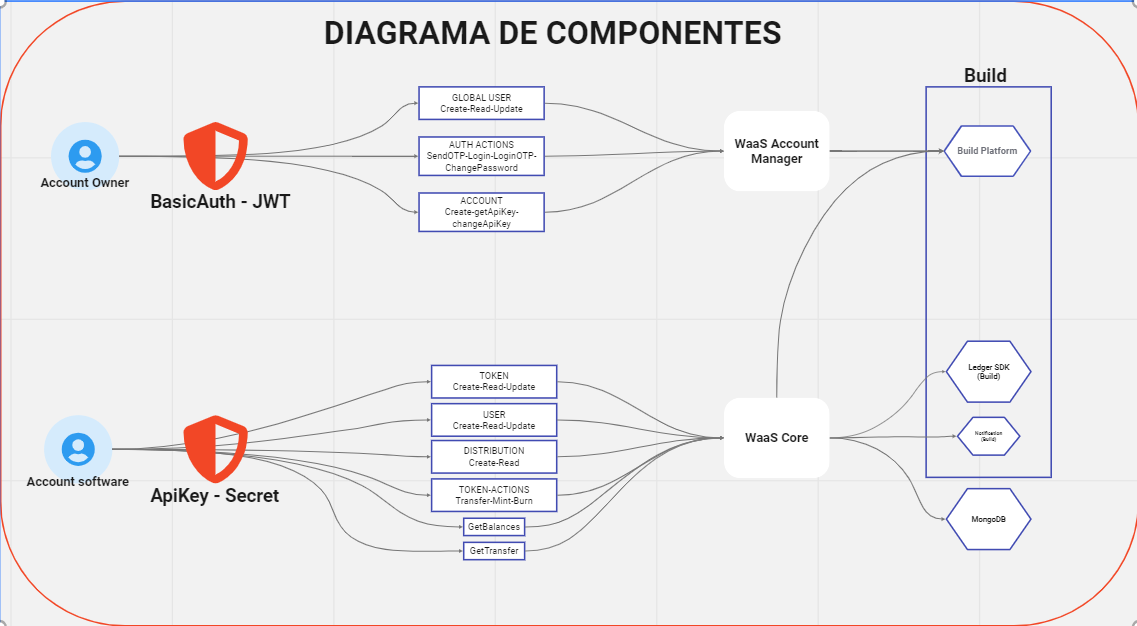 DIAGRAMA DE COMPONENTES
Build
GLOBAL USER
Create-Read-Update
AUTH ACTIONS
SendOTP-Login-LoginOTP-
ChangePassword
ACCOUNT
Create-getApiKey-
changeApiKey
Account Owner
BasicAuth - JWT
WaaS Account
Manager
Build Platform
TOKEN
Create-Read-Update
USER
Create-Read-Update
DISTRIBUTION
Create-Read
TOKEN-ACTIONS
Transfer-Mint-Burn
GetBalances
GetTransfer
Account software
ApiKey - Secret
WaaS Core
Ledger SDK
(Build)
Notification
(Build)
MongoDB